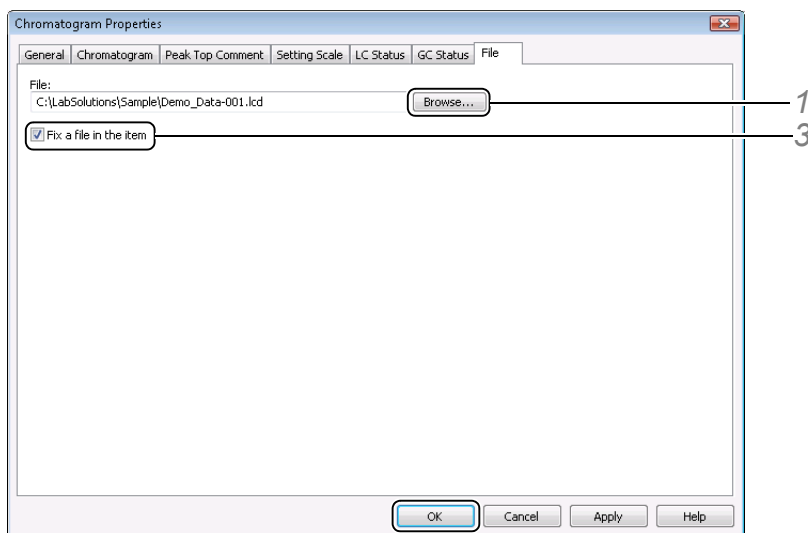 Chromatogram Properties
General Chromatogram Peak Top Comment Setting Scale LC Status GC Status File
File:
C:\LabSolutions\Sample\Demo_Data-001.lcd Browse... 1
Fix a file in the item 3
OK Cancel Apply Help